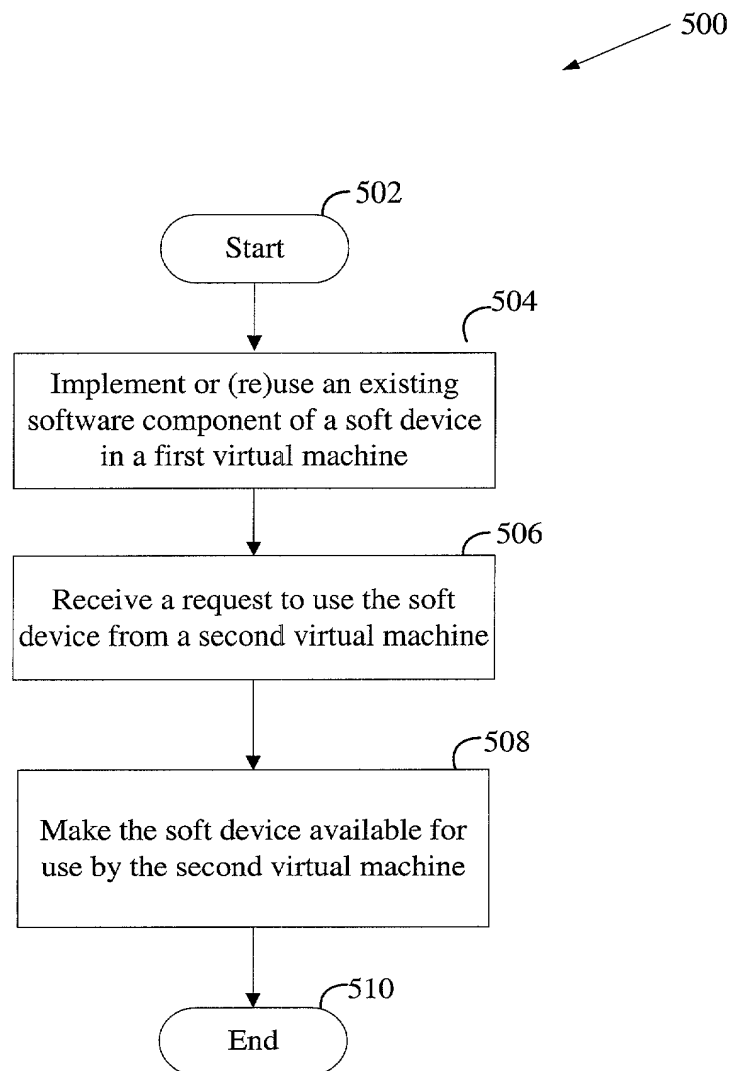 500
502
Start
504
Implement or (re)use an existing
software component of a soft device
in a first virtual machine
506
Receive a request to use the soft
device from a second virtual machine
508
Make the soft device available for
use by the second virtual machine
510
End